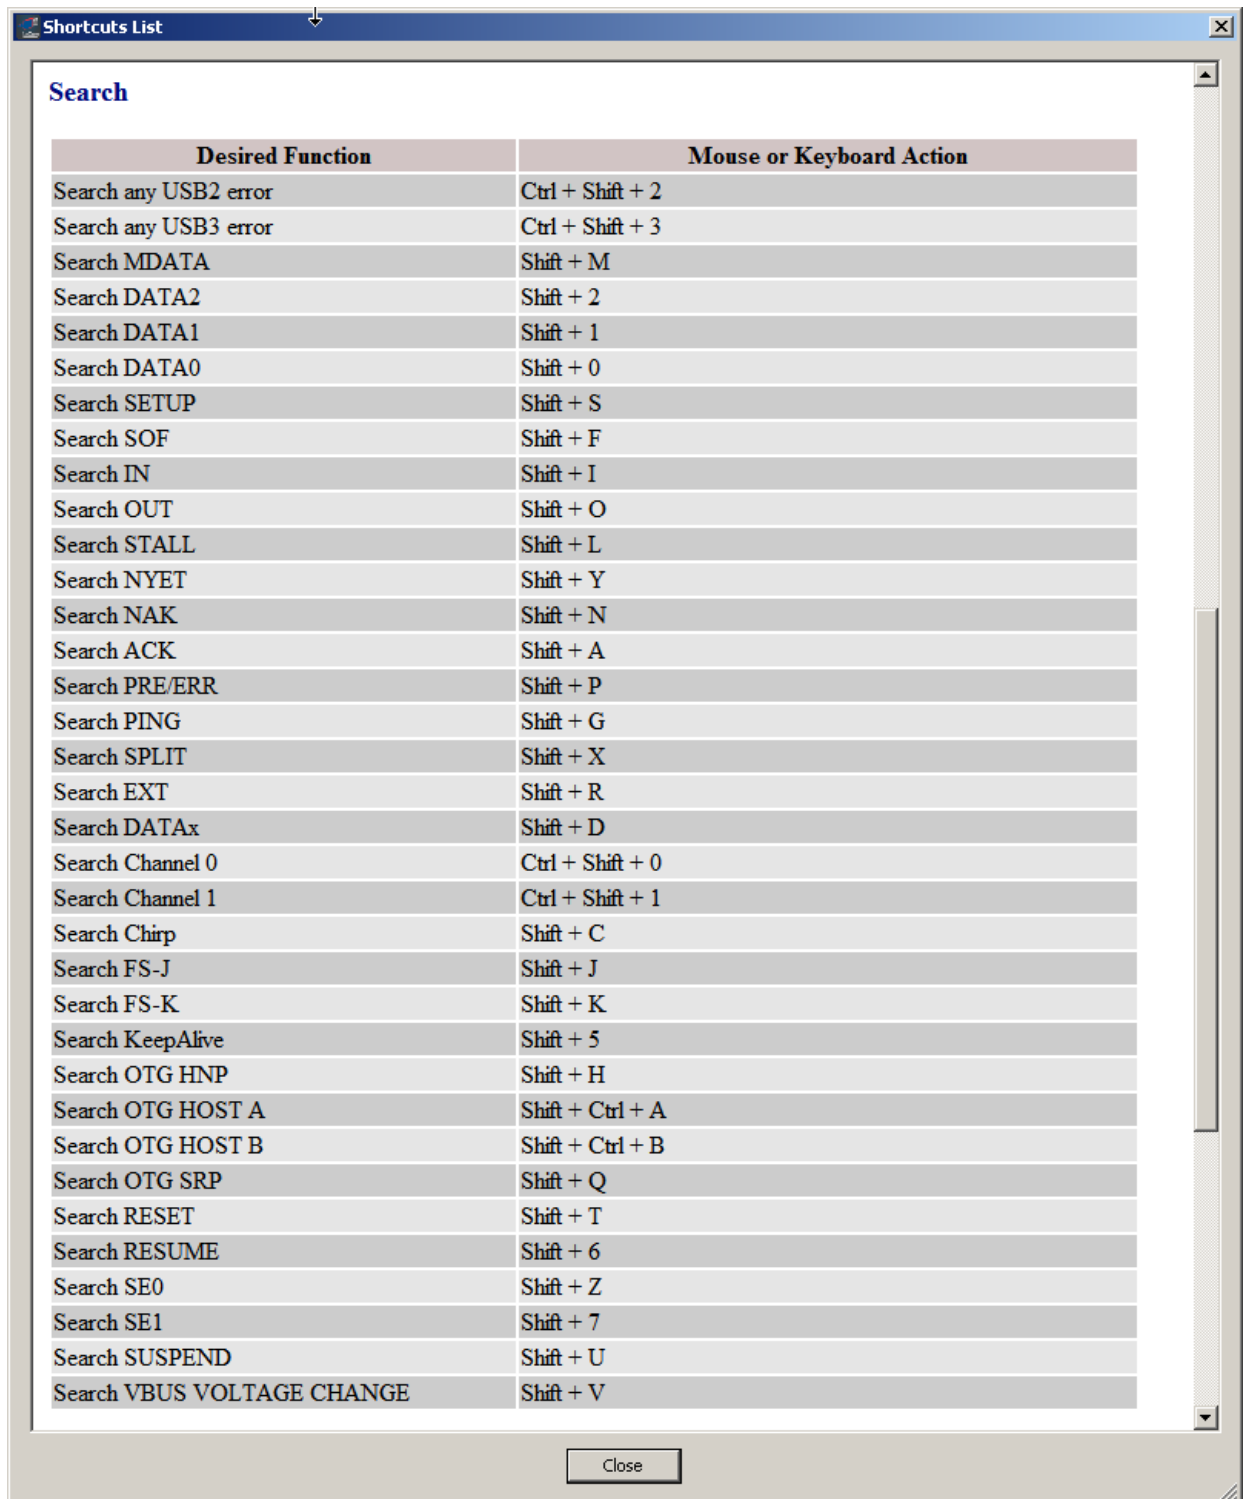 Shortcuts List
Search
Desired Function Mouse or Keyboard Action
Search any USB2 error Ctrl + Shift + 2
Search any USB3 error Ctrl + Shift + 3
Search MDATA Shift + M
Search DATA2 Shift + 2
Search DATA1 Shift + 1
Search DATA0 Shift + 0
Search SETUP Shift + S
Search SOF Shift + F
Search IN Shift + I
Search OUT Shift + O
Search STALL Shift + L
Search NYET Shift + Y
Search NAK Shift + N
Search ACK Shift + A
Search PRE/ERR Shift + P
Search PING Shift + G
Search SPLIT Shift + X
Search EXT Shift + R
Search DATAx Shift + D
Search Channel 0 Ctrl + Shift + 0
Search Channel 1 Ctrl + Shift + 1
Search Chirp Shift + C
Search FS-J Shift + J
Search FS-K Shift + K
Search KeepAlive Shift + 5
Search OTG HNP Shift + H
Search OTG HOST A Shift + Ctrl + A
Search OTG HOST B Shift + Ctrl + B
Search OTG SRP Shift + Q
Search RESET Shift + T
Search RESUME Shift + 6
Search SE0 Shift + Z
Search SE1 Shift + 7
Search SUSPEND Shift + U
Search VBUS VOLTAGE CHANGE Shift + V
Close